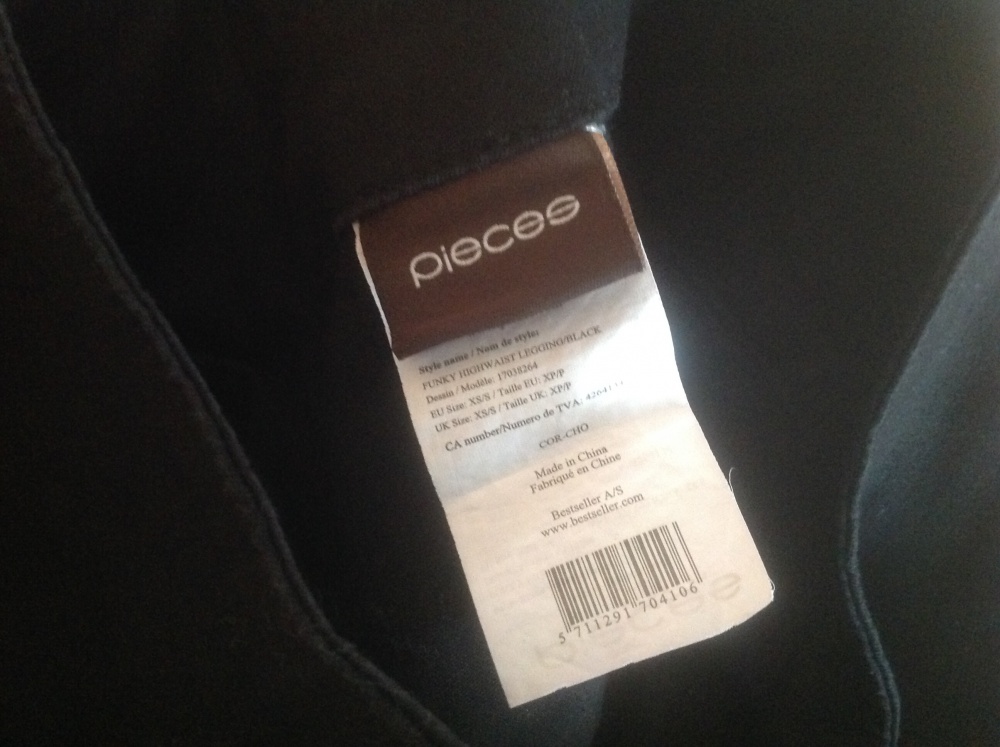 pieces
Style name / Nom de style:
FUNKY HIGHWAIST LEGGING/BLACK
Dessin / Modèle: 17038264
EU Size: XS/S / Taille EU: XP/P
UK Size: XS/S / Taille UK: XP/P
CA number/Numero de TVA:
COR-CHO
Made in China
Fabriqué en Chine
Bestseller A/S
www.bestseller.com
5 711291 704106